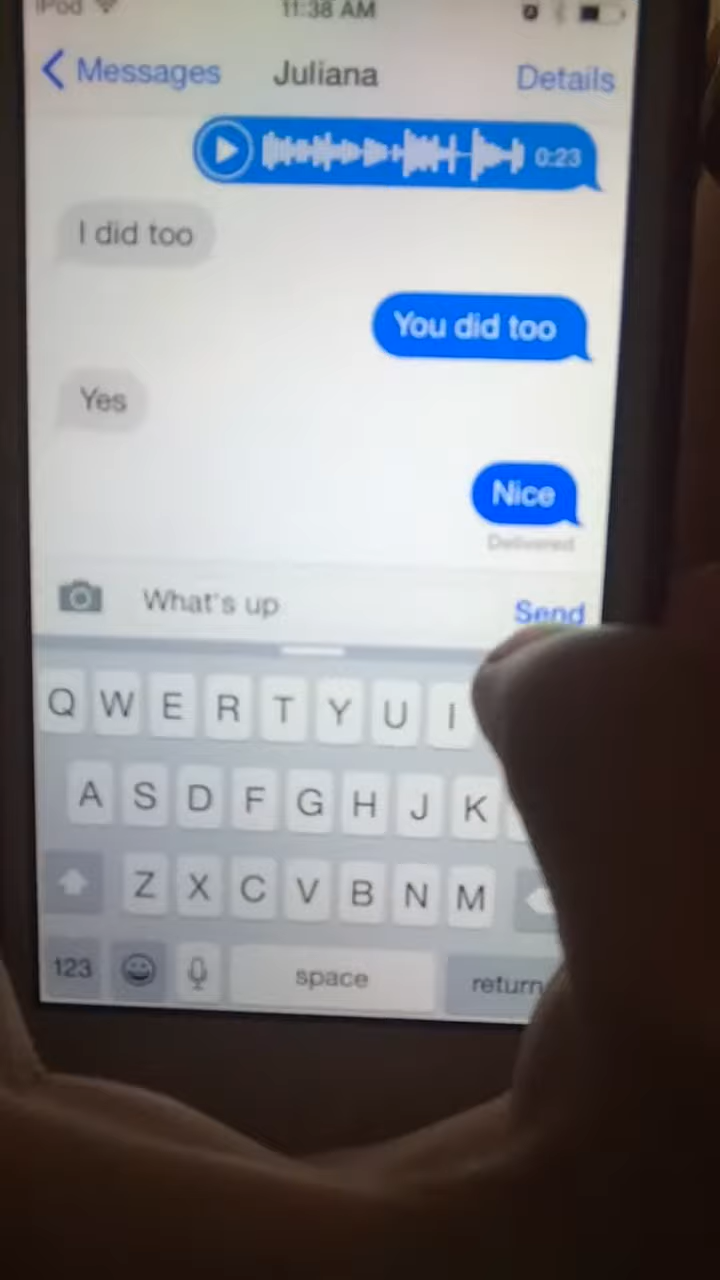 iPod 11:38 AM
Messages Juliana Details
0:23
I did too
You did too
Yes
Nice
Delivered
What's up Send
Q W E R T Y U I
A S D F G H J K
Z X C V B N M
123 space return